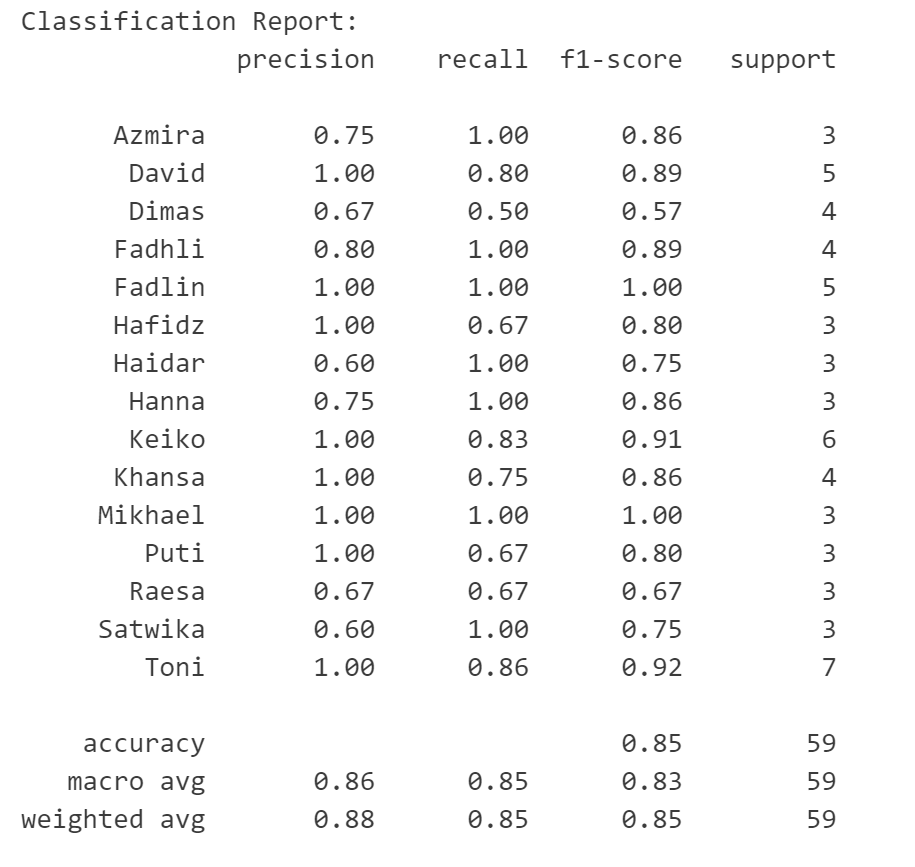 Classification Report:
precision recall f1-score support
Azmira 0.75 1.00 0.86 3
David 1.00 0.80 0.89 5
Dimas 0.67 0.50 0.57 4
Fadhli 0.80 1.00 0.89 4
Fadlin 1.00 1.00 1.00 5
Hafidz 1.00 0.67 0.80 3
Haidar 0.60 1.00 0.75 3
Hanna 0.75 1.00 0.86 3
Keiko 1.00 0.83 0.91 6
Khansa 1.00 0.75 0.86 4
Mikhael 1.00 1.00 1.00 3
Puti 1.00 0.67 0.80 3
Raesa 0.67 0.67 0.67 3
Satwika 0.60 1.00 0.75 3
Toni 1.00 0.86 0.92 7
accuracy 0.85 59
macro avg 0.86 0.85 0.83 59
weighted avg 0.88 0.85 0.85 59